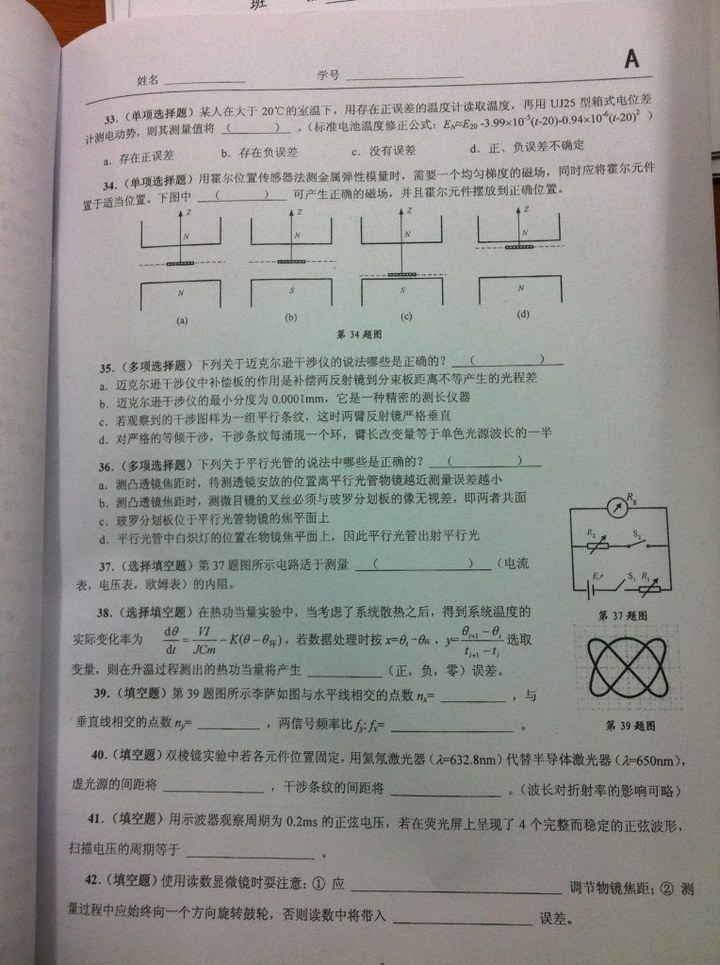 班
A
姓名 学号
33.（单项选择题）某人在大于 20℃的室温下，用存在正误差的温度计读取温度，再用 UJ25 型箱式电位差
计测电动势，则其测量值将 （ ） 。（标准电池温度修正公式：E_N≈E_20 -3.99×10⁻⁵(t-20)-0.94×10⁻⁶(t-20)² ）
a．存在正误差 b．存在负误差 c．没有误差 d．正、负误差不确定
34.（单项选择题）用霍尔位置传感器法测金属弹性模量时，需要一个均匀梯度的磁场，同时应将霍尔元件
置于适当位置。下图中 （ ） 可产生正确的磁场，并且霍尔元件摆放到正确位置。
Z Z Z Z
N N N N
N S S N
(a) (b) (c) (d)
第 34 题图
35.（多项选择题）下列关于迈克尔逊干涉仪的说法哪些是正确的？ （ ）
a．迈克尔逊干涉仪中补偿板的作用是补偿两反射镜到分束板距离不等产生的光程差
b．迈克尔逊干涉仪的最小分度为 0.0001mm，它是一种精密的测长仪器
c．若观察到的干涉图样为一组平行条纹，这时两臂反射镜严格垂直
d．对严格的等倾干涉，干涉条纹每涌现一个环，臂长改变量等于单色光源波长的一半
36.（多项选择题）下列关于平行光管的说法中哪些是正确的？ （ ）
a．测凸透镜焦距时，待测透镜安放的位置离平行光管物镜越近测量误差越小
b．测凸透镜焦距时，测微目镜的叉丝必须与玻罗分划板的像无视差，即两者共面
c．玻罗分划板位于平行光管物镜的焦平面上
d．平行光管中白炽灯的位置在物镜焦平面上，因此平行光管出射平行光
R_g
S_2
E,r S_1
第 37 题图
37.（选择填空题）第 37 题图所示电路适于测量 （ ） （电流
表，电压表，欧姆表）的内阻。
38.（选择填空题）在热功当量实验中，当考虑了系统散热之后，得到系统温度的
实际变化率为 dθ/dt = VI/JCm − K(θ−θ环)。若数据处理时按 x=θ_i -θ环，y= (θ_{i+1} − θ_i)/(t_{i+1} − t_i) 选取
变量，则在升温过程测出的热功当量将产生 （正，负，零）误差。
39.（填空题）第 39 题图所示李萨如图与水平线相交的点数 n_x= ，与
垂直线相交的点数 n_y= ，两信号频率比 f_y: f_x= 。
第 39 题图
40.（填空题）双棱镜实验中若各元件位置固定，用氦氖激光器（λ=632.8nm）代替半导体激光器（λ=650nm），
虚光源的间距将 ，干涉条纹的间距将 。（波长对折射率的影响可略）
41.（填空题）用示波器观察周期为 0.2ms 的正弦电压，若在荧光屏上呈现了 4 个完整而稳定的正弦波形，
扫描电压的周期等于 。
42.（填空题）使用读数显微镜时要注意：① 应 调节物镜焦距；② 测
量过程中应始终向一个方向旋转鼓轮，否则读数中将带入 误差。